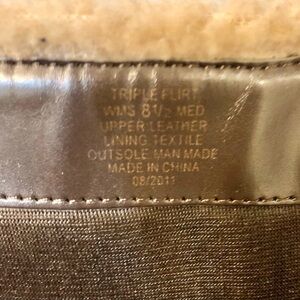 TRIPLE FLIRT
WMS 8½ MED
UPPER LEATHER
LINING TEXTILE
OUTSOLE MAN MADE
MADE IN CHINA
08/2011